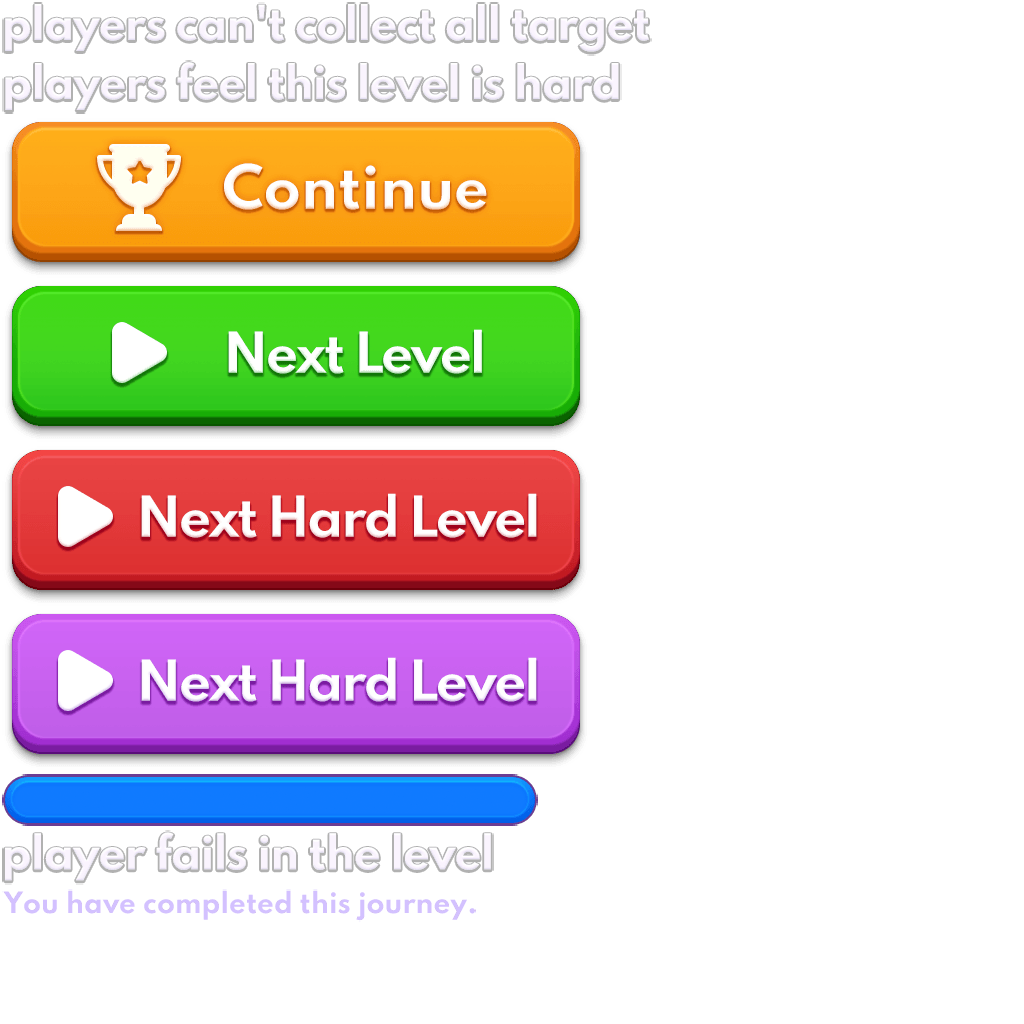 players can't collect all target
players feel this level is hard
Continue
Next Level
Next Hard Level
Next Hard Level
player fails in the level
You have completed this journey.